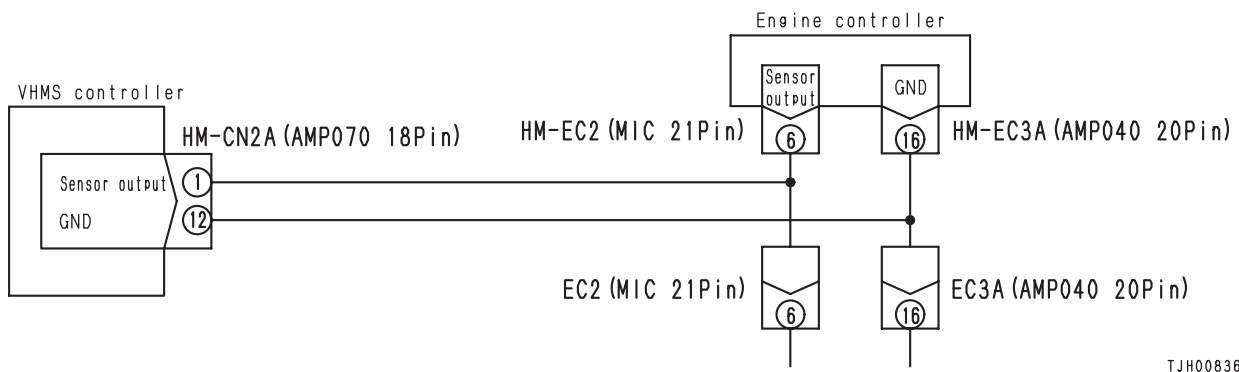 Engine controller
VHMS controller
Sensor
output
GND
HM-CN2A (AMP070 18Pin)
HM-EC2 (MIC 21Pin)
6
16
HM-EC3A (AMP040 20Pin)
Sensor output
1
GND
12
EC2 (MIC 21Pin)
6
16
EC3A (AMP040 20Pin)
TJH00836